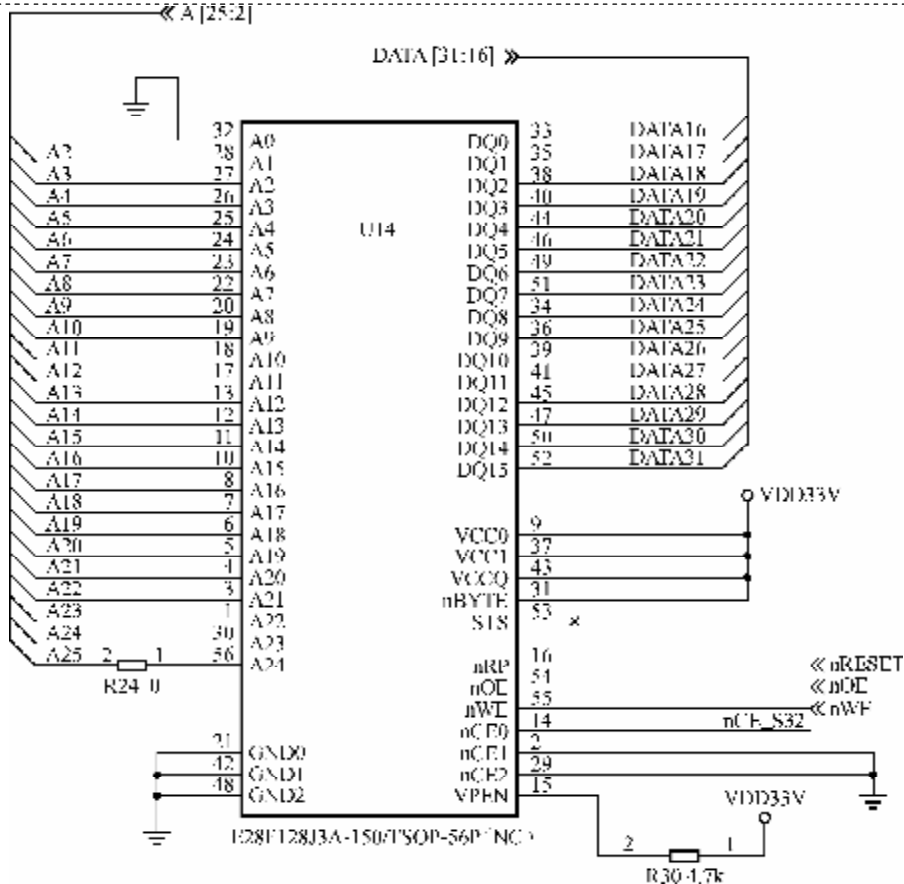 A [25:2]
DATA [31:16]
32 A0 DQ0 33 DATA16
A2 28 A1 DQ1 35 DATA17
A3 27 A2 DQ2 38 DATA18
A4 26 A3 DQ3 40 DATA19
A5 25 A4 DQ4 44 DATA20
U14
A6 24 A5 DQ5 46 DATA21
A7 23 A6 DQ6 49 DATA22
A8 22 A7 DQ7 51 DATA23
A9 20 A8 DQ8 34 DATA24
A10 19 A9 DQ9 36 DATA25
A11 18 A10 DQ10 39 DATA26
A12 17 A11 DQ11 41 DATA27
A13 13 A12 DQ12 45 DATA28
A14 12 A13 DQ13 47 DATA29
A15 11 A14 DQ14 50 DATA30
A16 10 A15 DQ15 52 DATA31
A17 8 A16
A18 7 A17
VDD33V
A19 6 A18 VCC0 9
A20 5 A19 VCC1 37
A21 4 A20 VCCQ 43
A22 3 A21 nBYTE 31
A23 1 A22 STS 53
A24 30 A23
A25 2 1 56 A24 nRP 16 nRESET
R24 0
nOE 54 nOE
nWE 55 nWE
nCE0 14 nCE_S32
21 GND0 nCE1 2
42 GND1 nCE2 29
48 GND2 VPEN 15
VDD33V
E28F128J3A-150/TSOP-56P(NC)
2 1
R30 4.7k